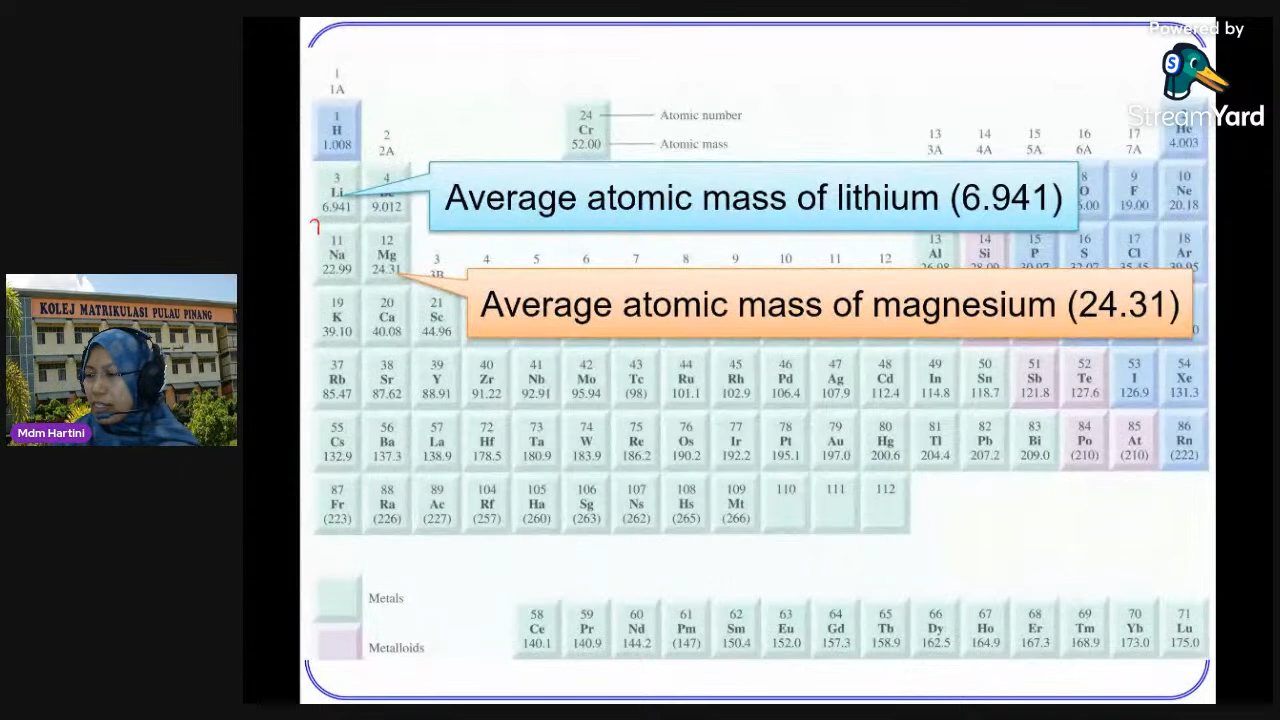 Powered by
StreamYard
1
1A
1
H
1.008
2
2A
24
Cr
52.00
Atomic number
Atomic mass
13
3A
14
4A
15
5A
16
6A
17
7A
He
4.003
3
Li
6.941
4
9.012
Average atomic mass of lithium (6.941)
8
O
9
F
19.00
10
Ne
20.18
7
11
Na
22.99
12
Mg
24.31
3
3B
4
5
6
7
8
9
10
11
12
13
Al
26.98
14
Si
28.09
15
P
30.97
16
S
32.07
17
Cl
35.45
18
Ar
39.95
Average atomic mass of magnesium (24.31)
19
K
39.10
20
Ca
40.08
21
Sc
44.96
37
Rb
85.47
38
Sr
87.62
39
Y
88.91
40
Zr
91.22
41
Nb
92.91
42
Mo
95.94
43
Tc
(98)
44
Ru
101.1
45
Rh
102.9
46
Pd
106.4
47
Ag
107.9
48
Cd
112.4
49
In
114.8
50
Sn
118.7
51
Sb
121.8
52
Te
127.6
53
I
126.9
54
Xe
131.3
55
Cs
132.9
56
Ba
137.3
57
La
138.9
72
Hf
178.5
73
Ta
180.9
74
W
183.9
75
Re
186.2
76
Os
190.2
77
Ir
192.2
78
Pt
195.1
79
Au
197.0
80
Hg
200.6
81
Tl
204.4
82
Pb
207.2
83
Bi
209.0
84
Po
(210)
85
At
(210)
86
Rn
(222)
87
Fr
(223)
88
Ra
(226)
89
Ac
(227)
104
Rf
(257)
105
Ha
(260)
106
Sg
(263)
107
Ns
(262)
108
Hs
(265)
109
Mt
(266)
110
111
112
Metals
Metalloids
58
Ce
140.1
59
Pr
140.9
60
Nd
144.2
61
Pm
(147)
62
Sm
150.4
63
Eu
152.0
64
Gd
157.3
65
Tb
158.9
66
Dy
162.5
67
Ho
164.9
68
Er
167.3
69
Tm
168.9
70
Yb
173.0
71
Lu
175.0
KOLEJ MATRIKULASI PULAU PINANG
Mdm Hartini